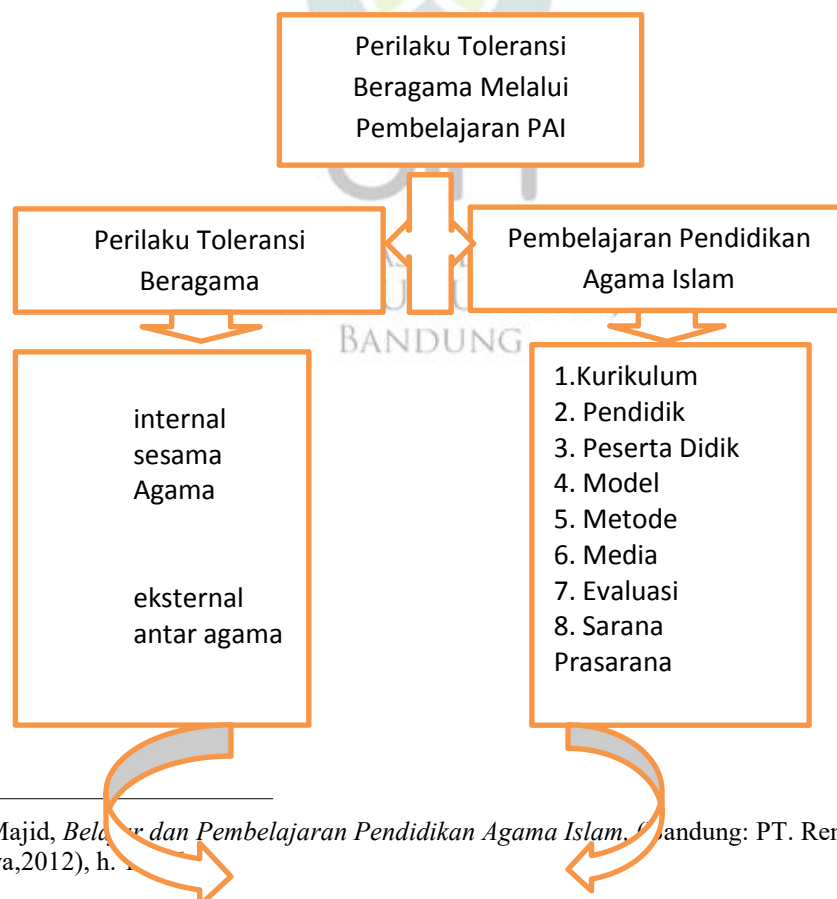 Perilaku Toleransi
Beragama Melalui
Pembelajaran PAI
Perilaku Toleransi
Beragama
Pembelajaran Pendidikan
Agama Islam
BANDUNG
internal
sesama
Agama
eksternal
antar agama
1.Kurikulum
2. Pendidik
3. Peserta Didik
4. Model
5. Metode
6. Media
7. Evaluasi
8. Sarana
Prasarana
Majid, Belajar dan Pembelajaran Pendidikan Agama Islam, (Bandung: PT.
2012), h.